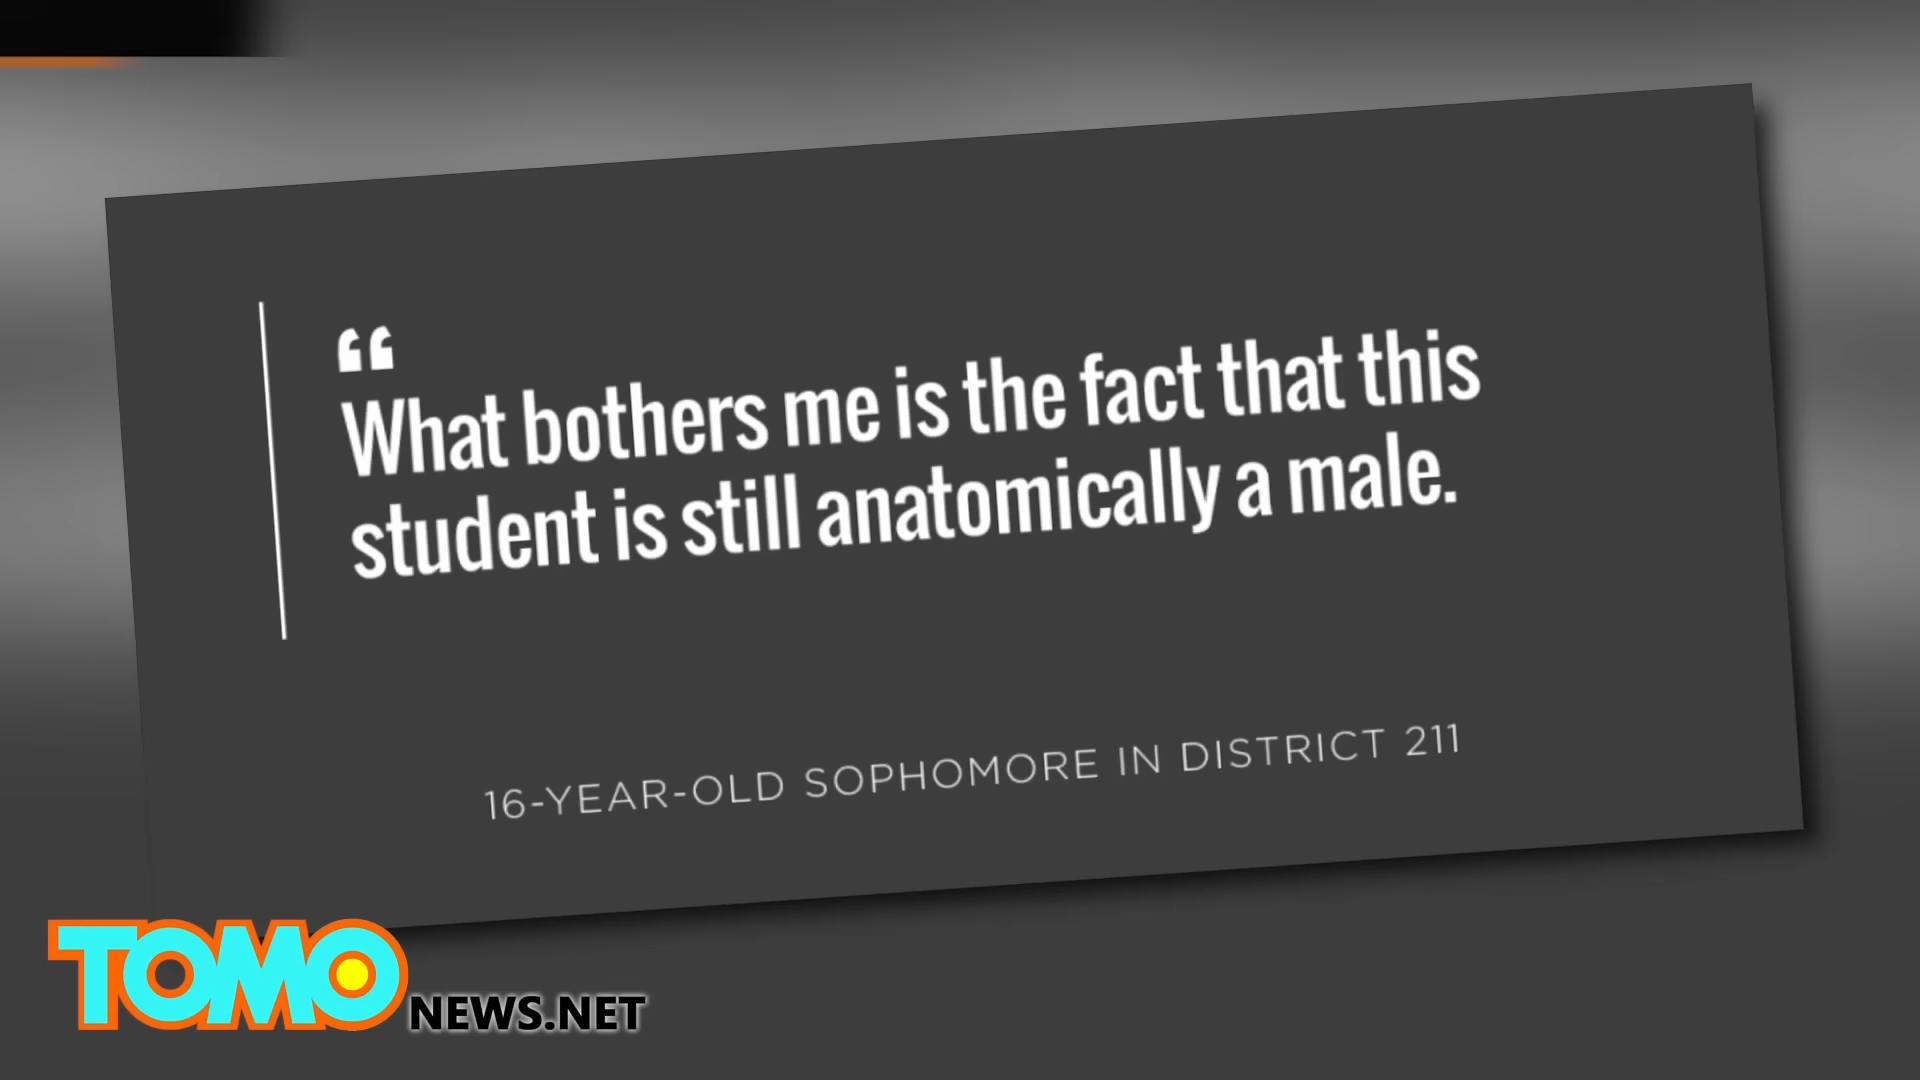 “
What bothers me is the fact that this
student is still anatomically a male.
16-YEAR-OLD SOPHOMORE IN DISTRICT 211
TOMO NEWS.NET